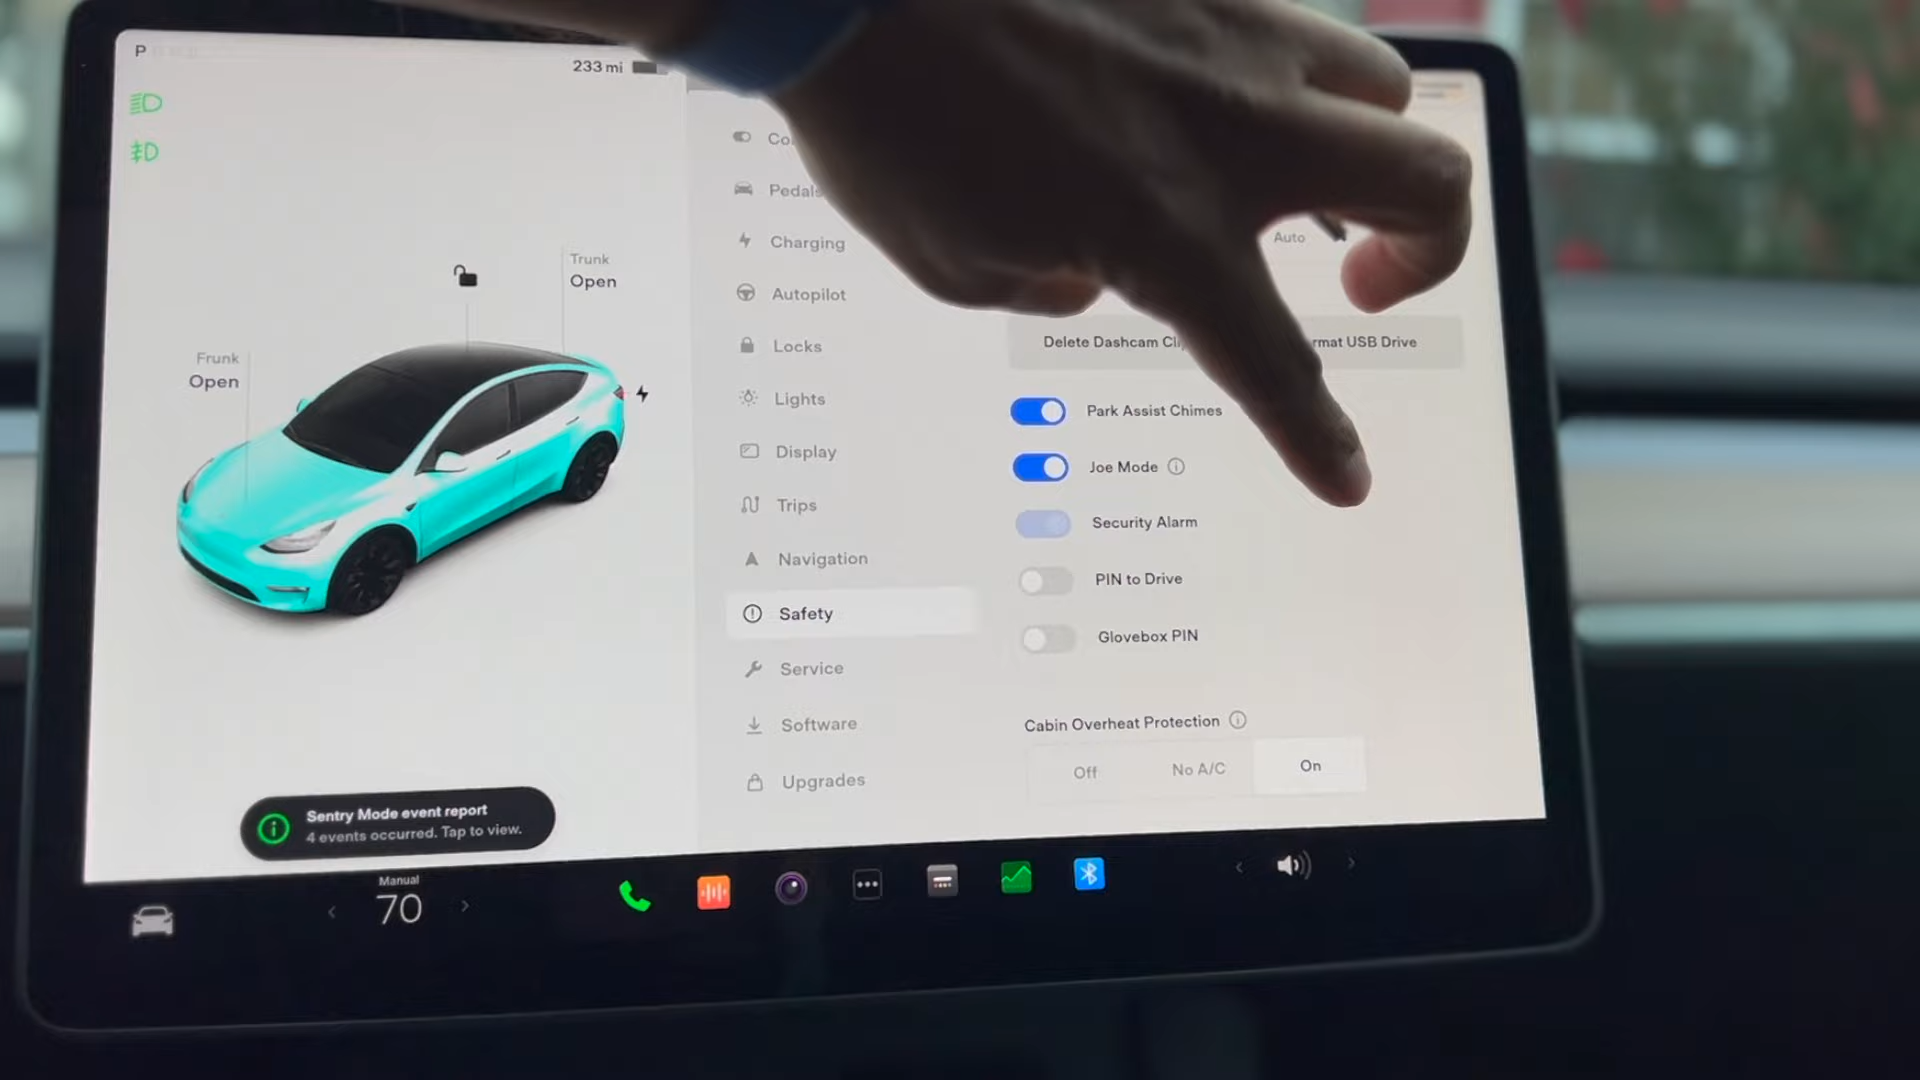 P
233 mi
Trunk
Open
Frunk
Open
Pedals
Charging
Autopilot
Locks
Lights
Display
Trips
Navigation
Safety
Service
Software
Upgrades
Auto
Delete Dashcam
USB Drive
Park Assist Chimes
Joe Mode
Security Alarm
PIN to Drive
Glovebox PIN
Cabin Overheat Protection
Off No A/C On
Sentry Mode event report
4 events occurred. Tap to view.
Manual
70